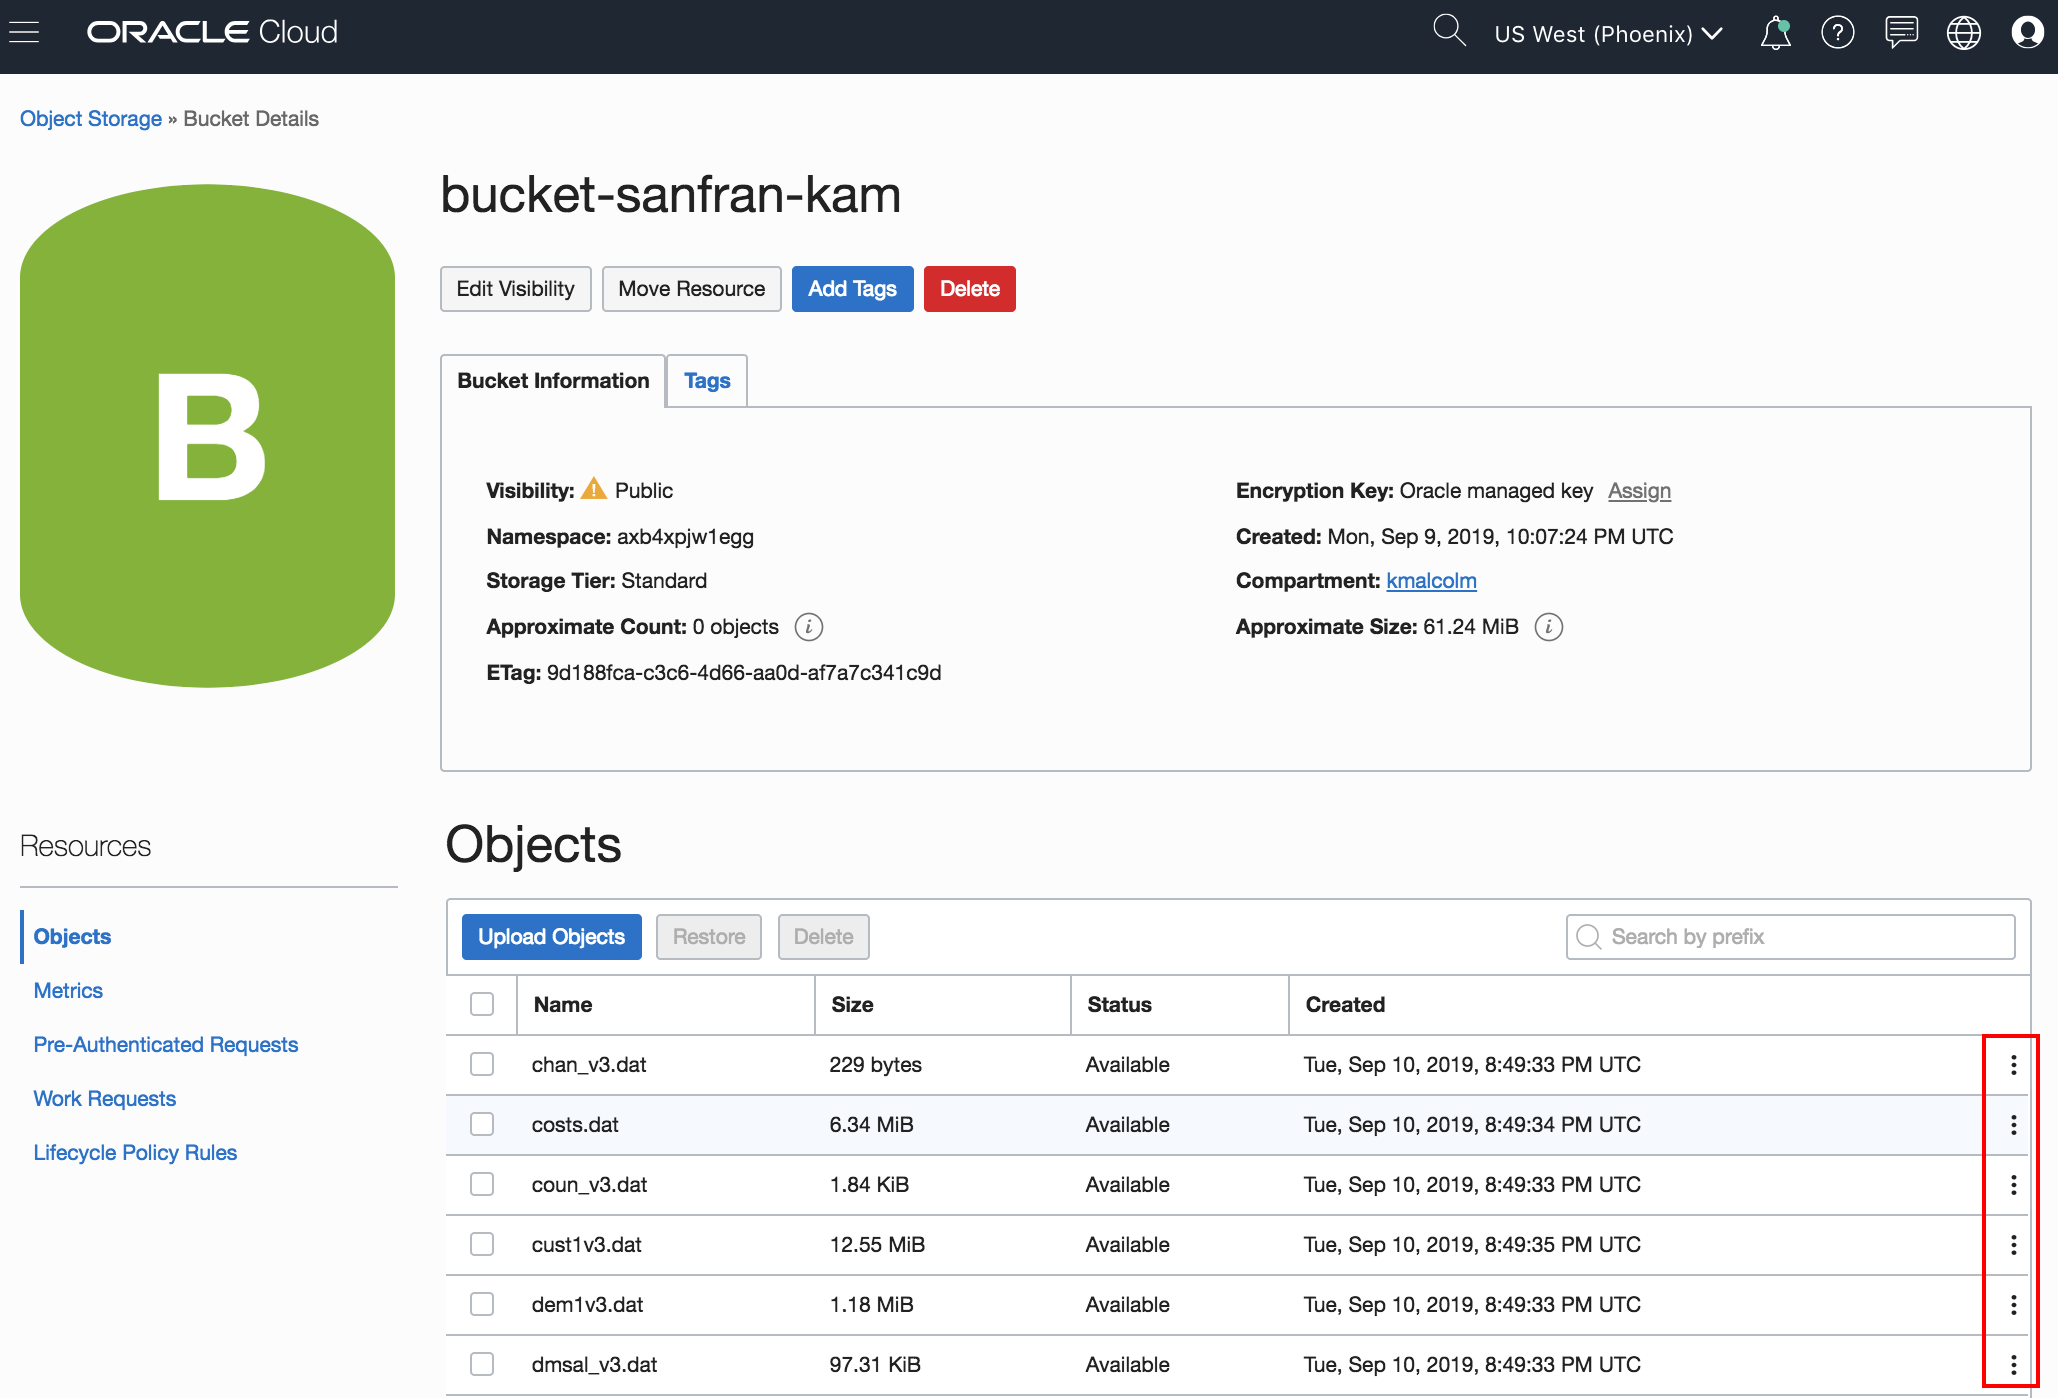 ORACLE Cloud
US West (Phoenix)
Object Storage » Bucket Details
B
bucket-sanfran-kam
Edit Visibility Move Resource Add Tags Delete
Bucket Information Tags
Visibility: Public
Encryption Key: Oracle managed key Assign
Namespace: axb4xpjw1egg
Created: Mon, Sep 9, 2019, 10:07:24 PM UTC
Storage Tier: Standard
Compartment: kmalcolm
Approximate Count: 0 objects
Approximate Size: 61.24 MiB
ETag: 9d188fca-c3c6-4d66-aa0d-af7a7c341c9d
Resources
Objects
Metrics
Pre-Authenticated Requests
Work Requests
Lifecycle Policy Rules
Objects
Upload Objects Restore Delete Search by prefix
Name Size Status Created
chan_v3.dat 229 bytes Available Tue, Sep 10, 2019, 8:49:33 PM UTC
costs.dat 6.34 MiB Available Tue, Sep 10, 2019, 8:49:34 PM UTC
coun_v3.dat 1.84 KiB Available Tue, Sep 10, 2019, 8:49:33 PM UTC
cust1v3.dat 12.55 MiB Available Tue, Sep 10, 2019, 8:49:35 PM UTC
dem1v3.dat 1.18 MiB Available Tue, Sep 10, 2019, 8:49:33 PM UTC
dmsal_v3.dat 97.31 KiB Available Tue, Sep 10, 2019, 8:49:33 PM UTC